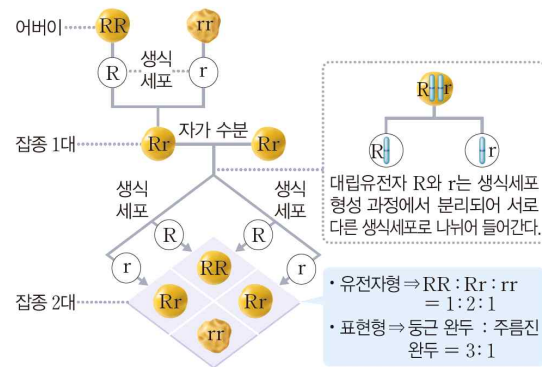 어버이
RR
rr
R
생식
세포
r
잡종 1대
Rr
자가 수분
Rr
R
r
R
r
대립유전자 R와 r는 생식세포
형성 과정에서 분리되어 서로
다른 생식세포로 나뉘어 들어간다.
생식
세포
생식
세포
R
R
r
r
RR
잡종 2대
Rr
Rr
rr
• 유전자형 ⇒ RR : Rr : rr
= 1 : 2 : 1
• 표현형 ⇒ 둥근 완두 : 주름진
완두 = 3 : 1